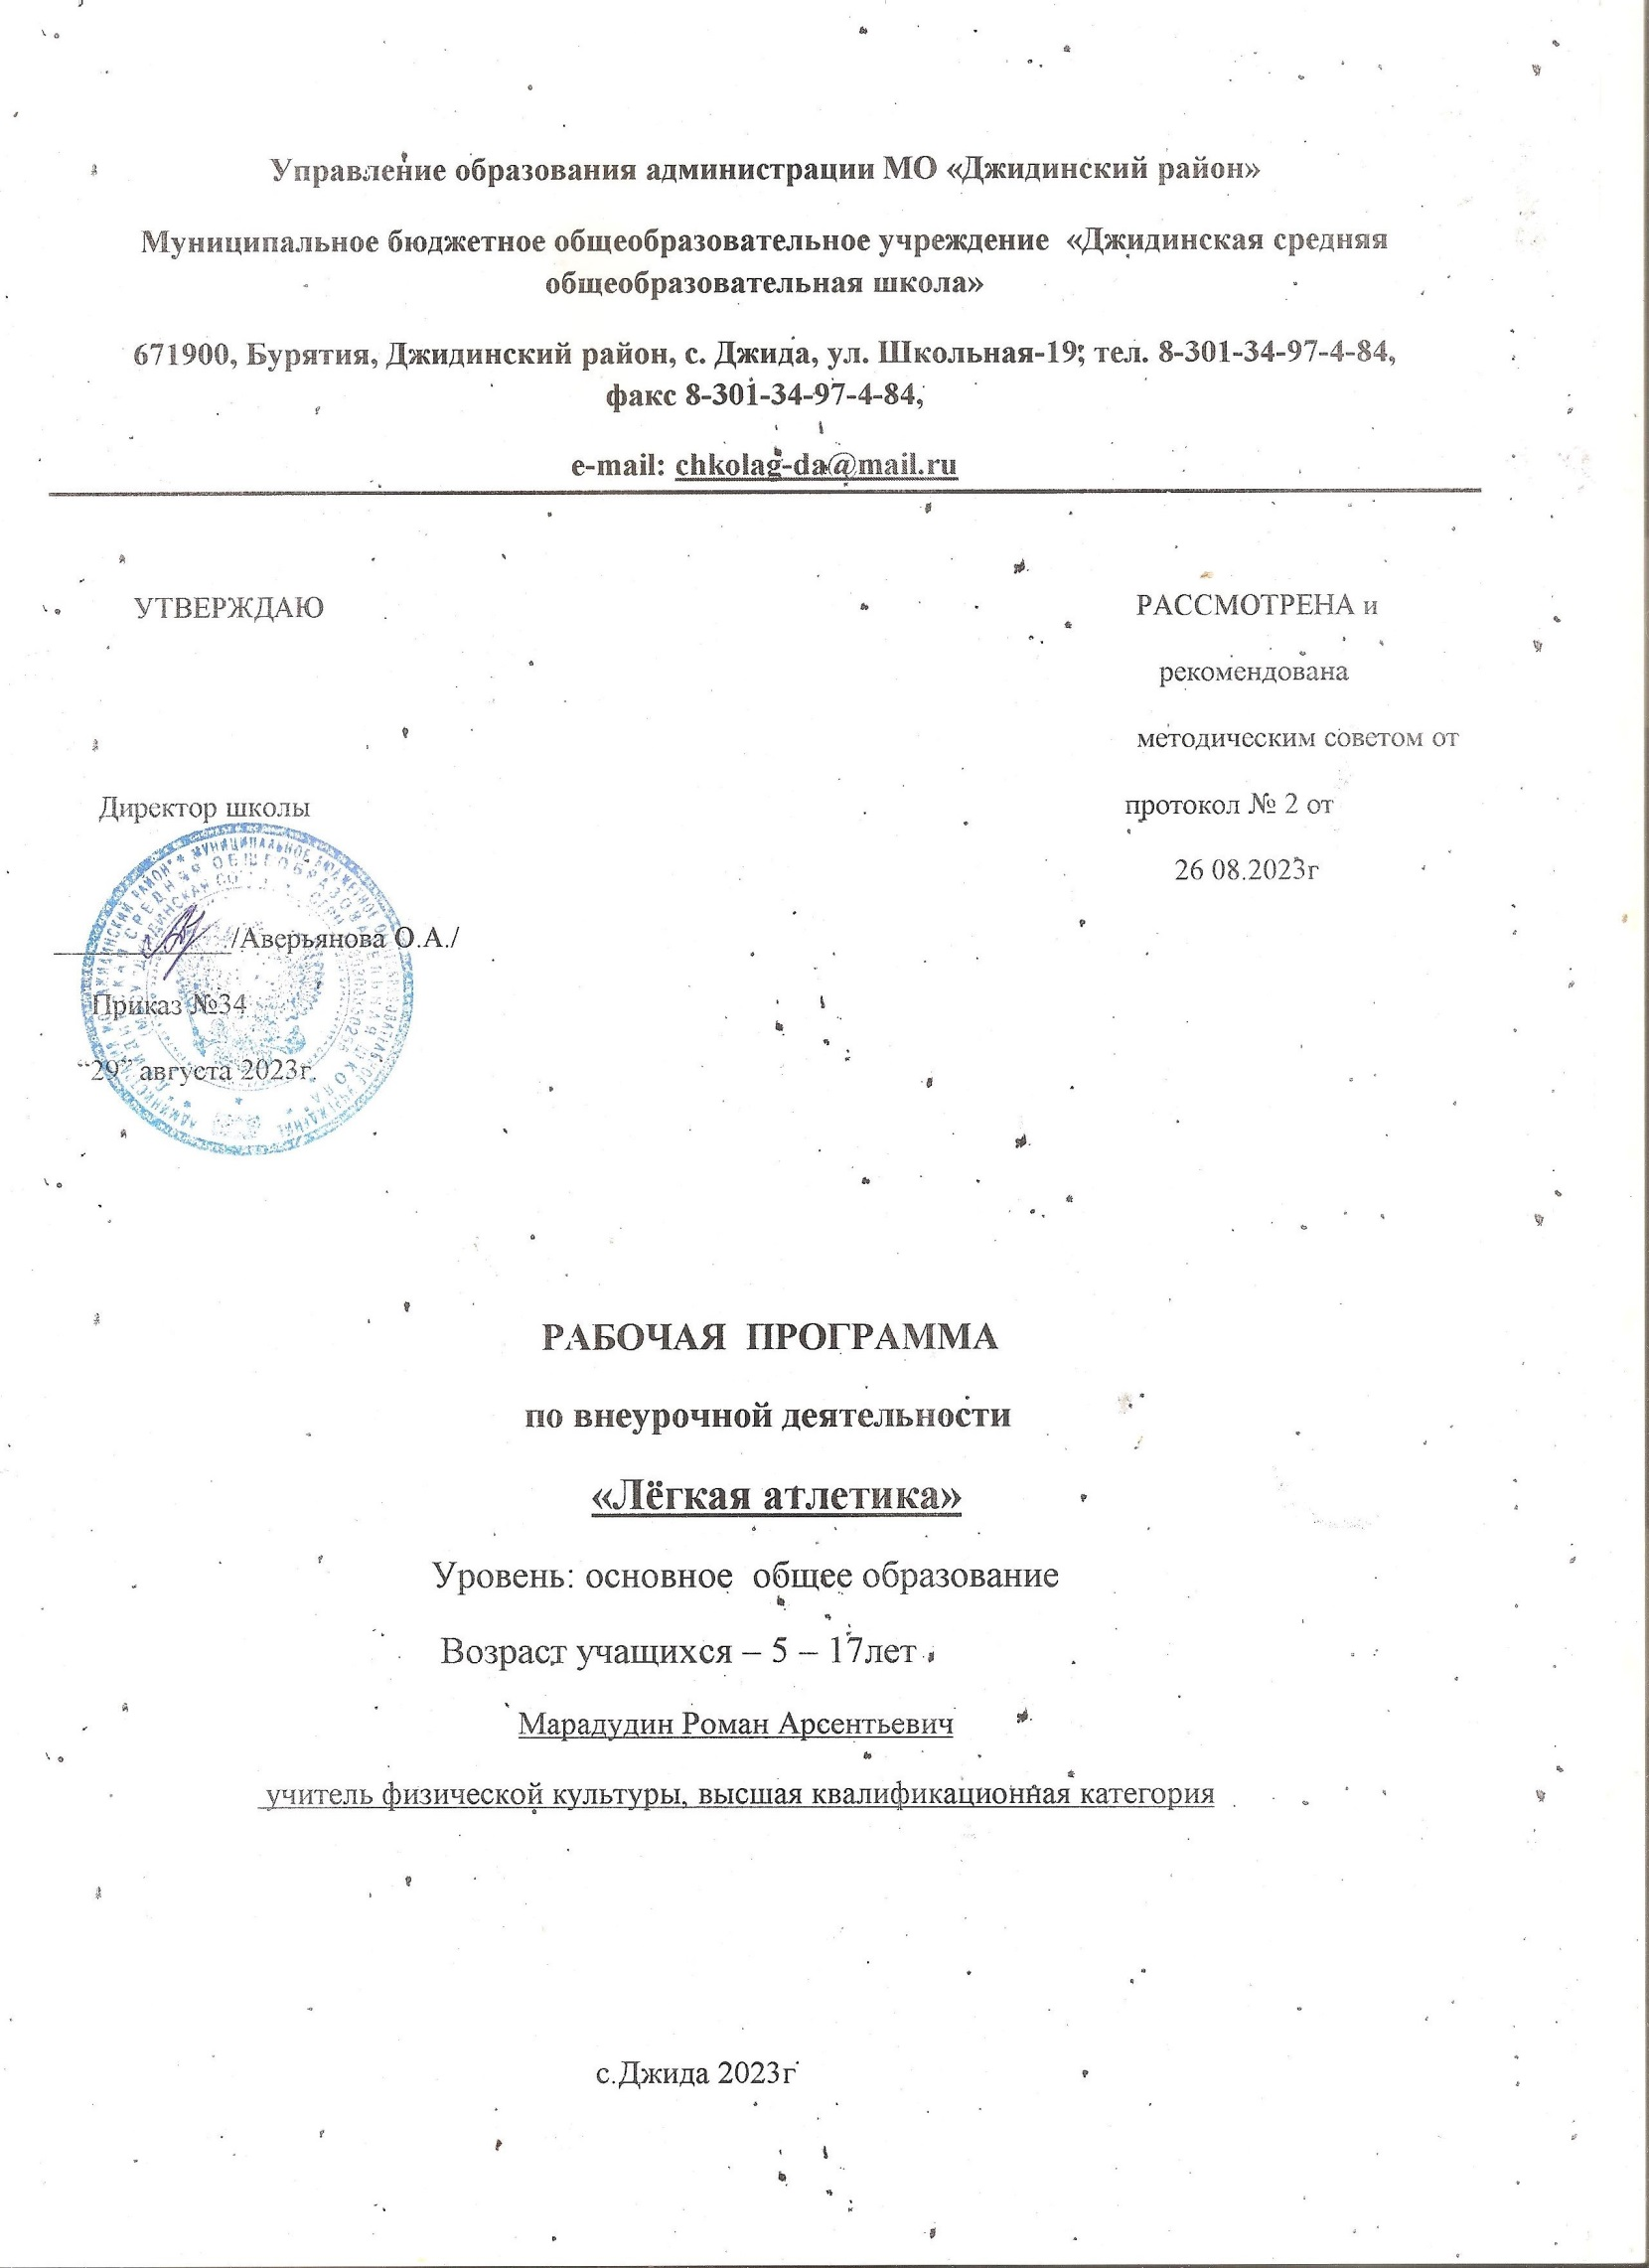 Управление образования администрации МО «Джидинский район»
Муниципальное бюджетное общеобразовательное учреждение «Джидинская средняя
общеобразовательная школа»
671900, Бурятия, Джидинский район, с. Джида, ул. Школьная-19; тел. 8-301-34-97-4-84,
факс 8-301-34-97-4-84,
e-mail: chkolag-da@mail.ru
УТВЕРЖДАЮ
Директор школы
/Аверьянова О.А./
Приказ №34
“29” августа 2023г.
РАССМОТРЕНА и
рекомендована
методическим советом от
протокол № 2 от
26 08.2023г
РАБОЧАЯ ПРОГРАММА
по внеурочной деятельности
«Лёгкая атлетика»
Уровень: основное общее образование
Возраст учащихся – 5 – 17лет
Марадудин Роман Арсентьевич
учитель физической культуры, высшая квалификационная категория
с.Джида 2023г